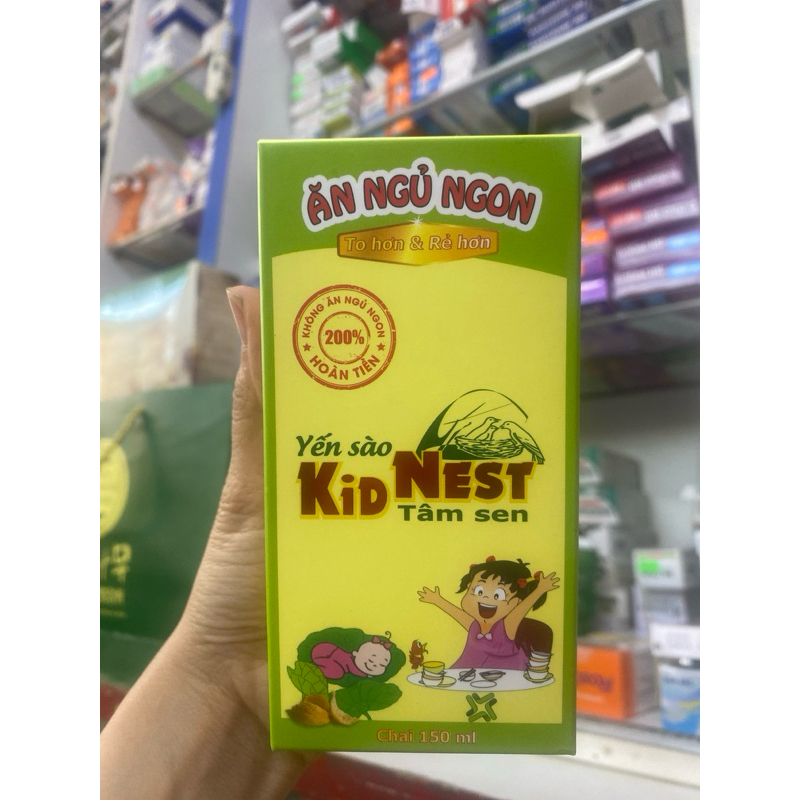 ĂN NGỦ NGON
To hơn & Rẻ hơn
KHÔNG ĂN NGỦ NGON
200%
HOÀN TIỀN
Yến sào
KiD NEST
Tâm sen
Chai 150 ml